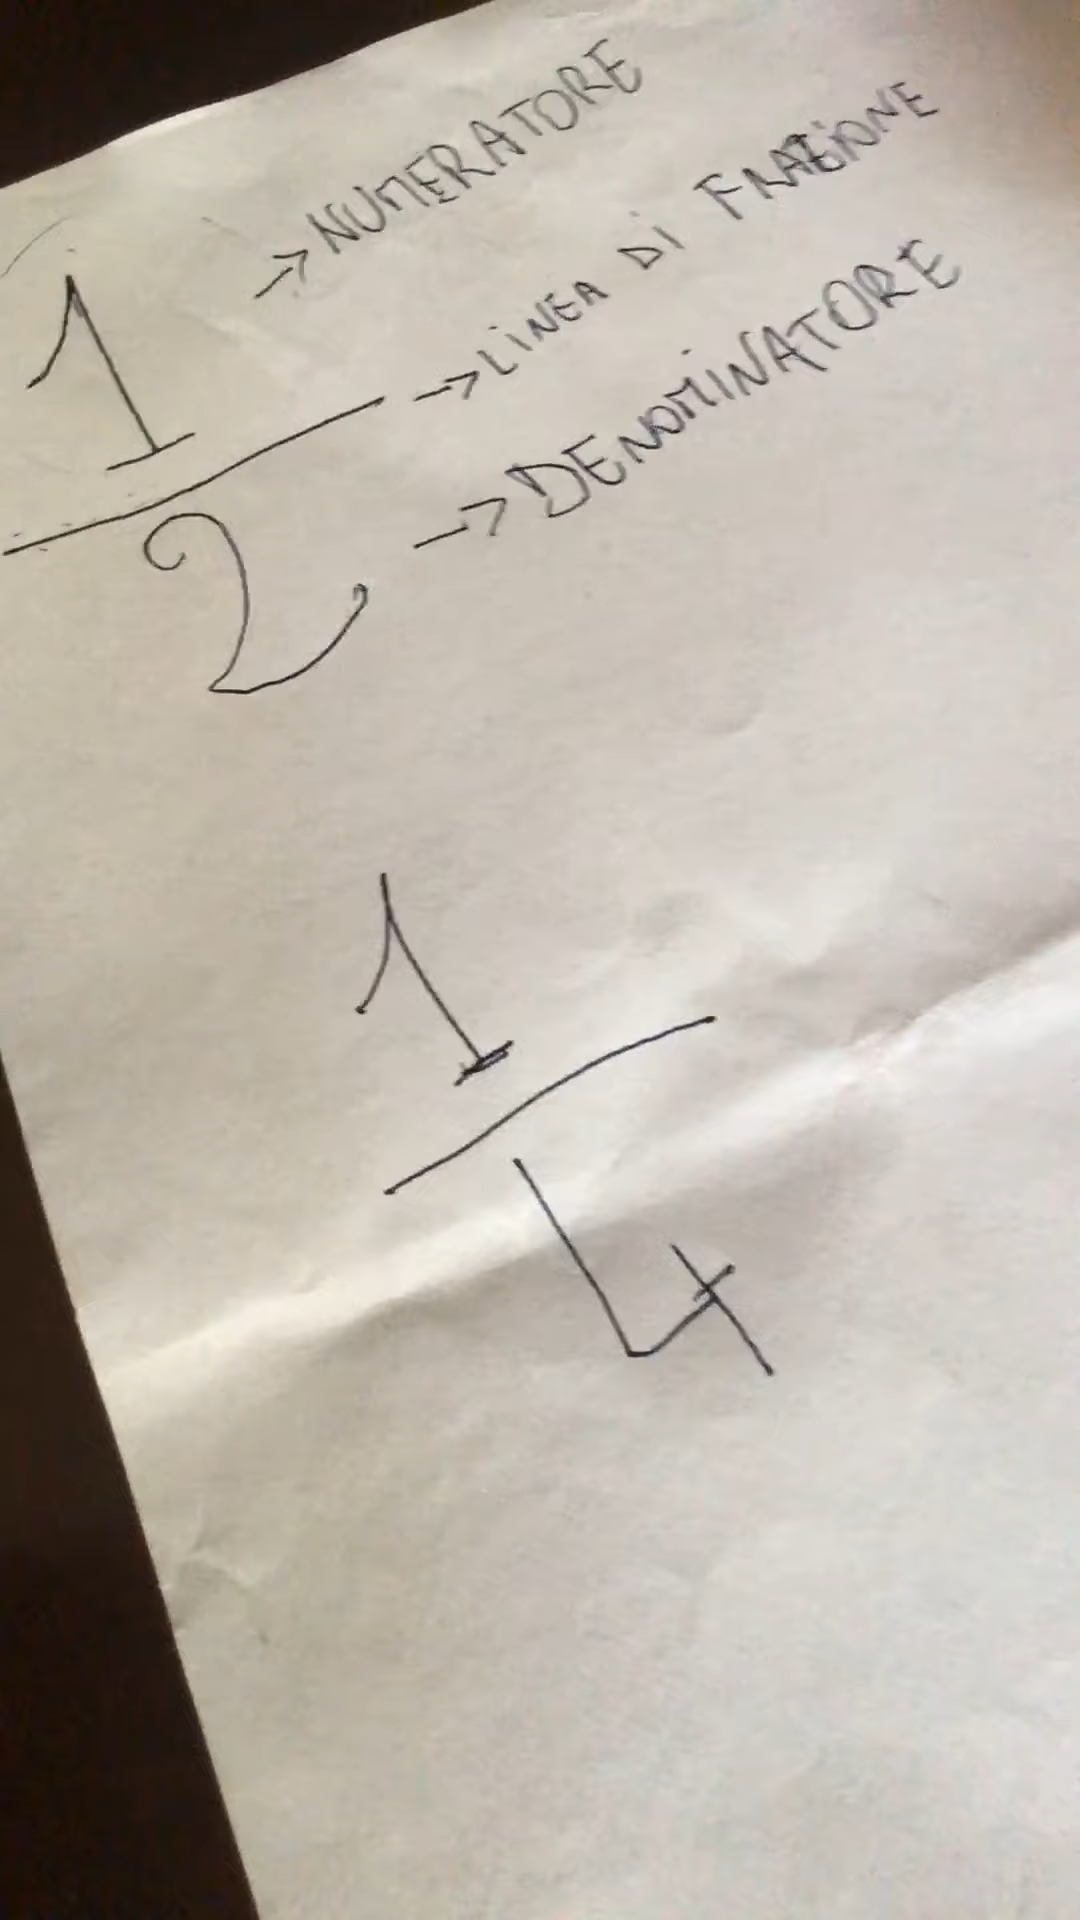 1 -> NUMERATORE
-> LINEA DI FRAZIONE
2 -> DENOMINATORE
1
4